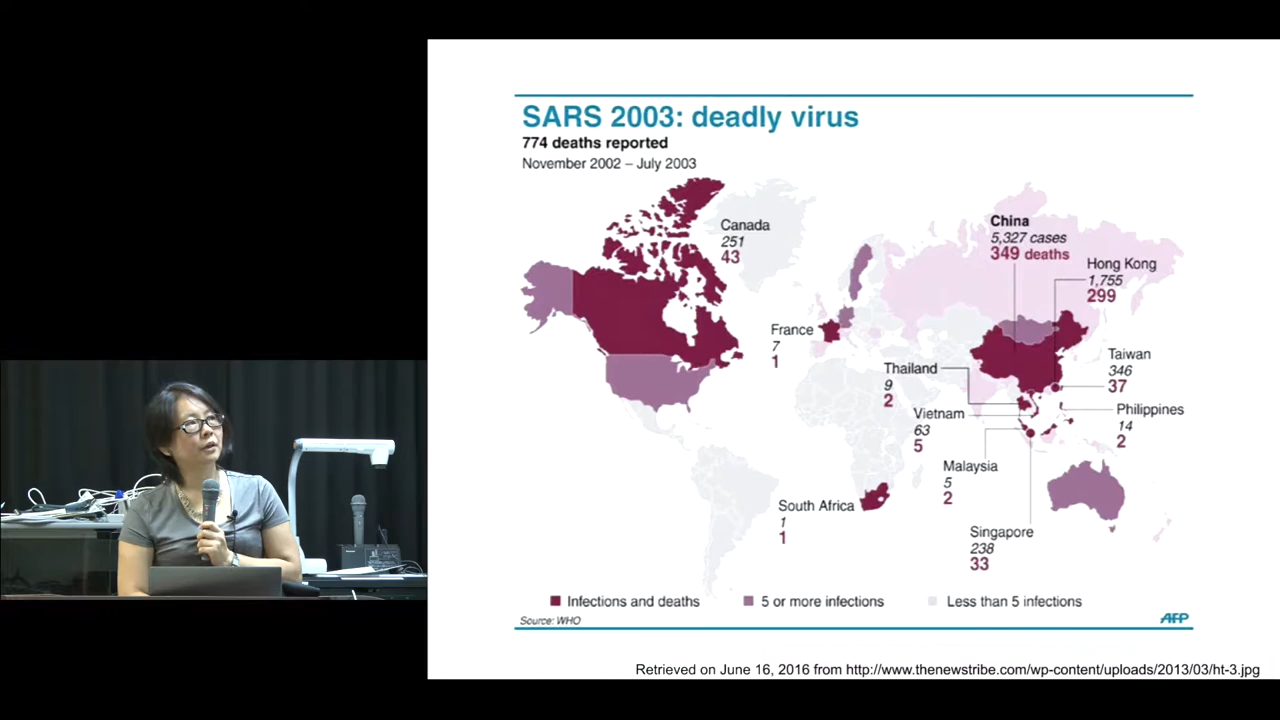 SARS 2003: deadly virus
774 deaths reported
November 2002 – July 2003
Canada
251
43
China
5,327 cases
349 deaths
Hong Kong
1,755
299
France
7
1
Taiwan
346
37
Thailand
9
2
Philippines
14
2
Vietnam
63
5
Malaysia
5
2
South Africa
1
1
Singapore
238
33
Infections and deaths
5 or more infections
Less than 5 infections
Source: WHO
AFP
Retrieved on June 16, 2016 from http://www.thenewstribe.com/wp-content/uploads/2013/03/ht-3.jpg